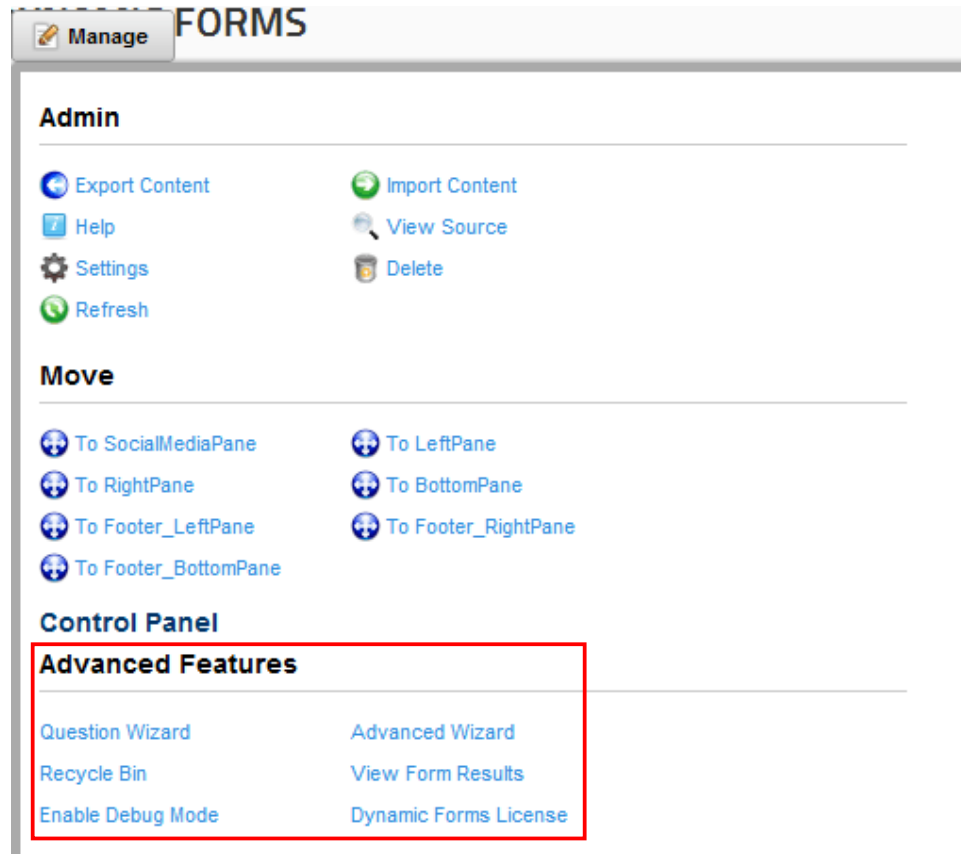 FORMS
Manage
Admin
Export Content Import Content
Help View Source
Settings Delete
Refresh
Move
To SocialMediaPane To LeftPane
To RightPane To BottomPane
To Footer_LeftPane To Footer_RightPane
To Footer_BottomPane
Control Panel
Advanced Features
Question Wizard Advanced Wizard
Recycle Bin View Form Results
Enable Debug Mode Dynamic Forms License